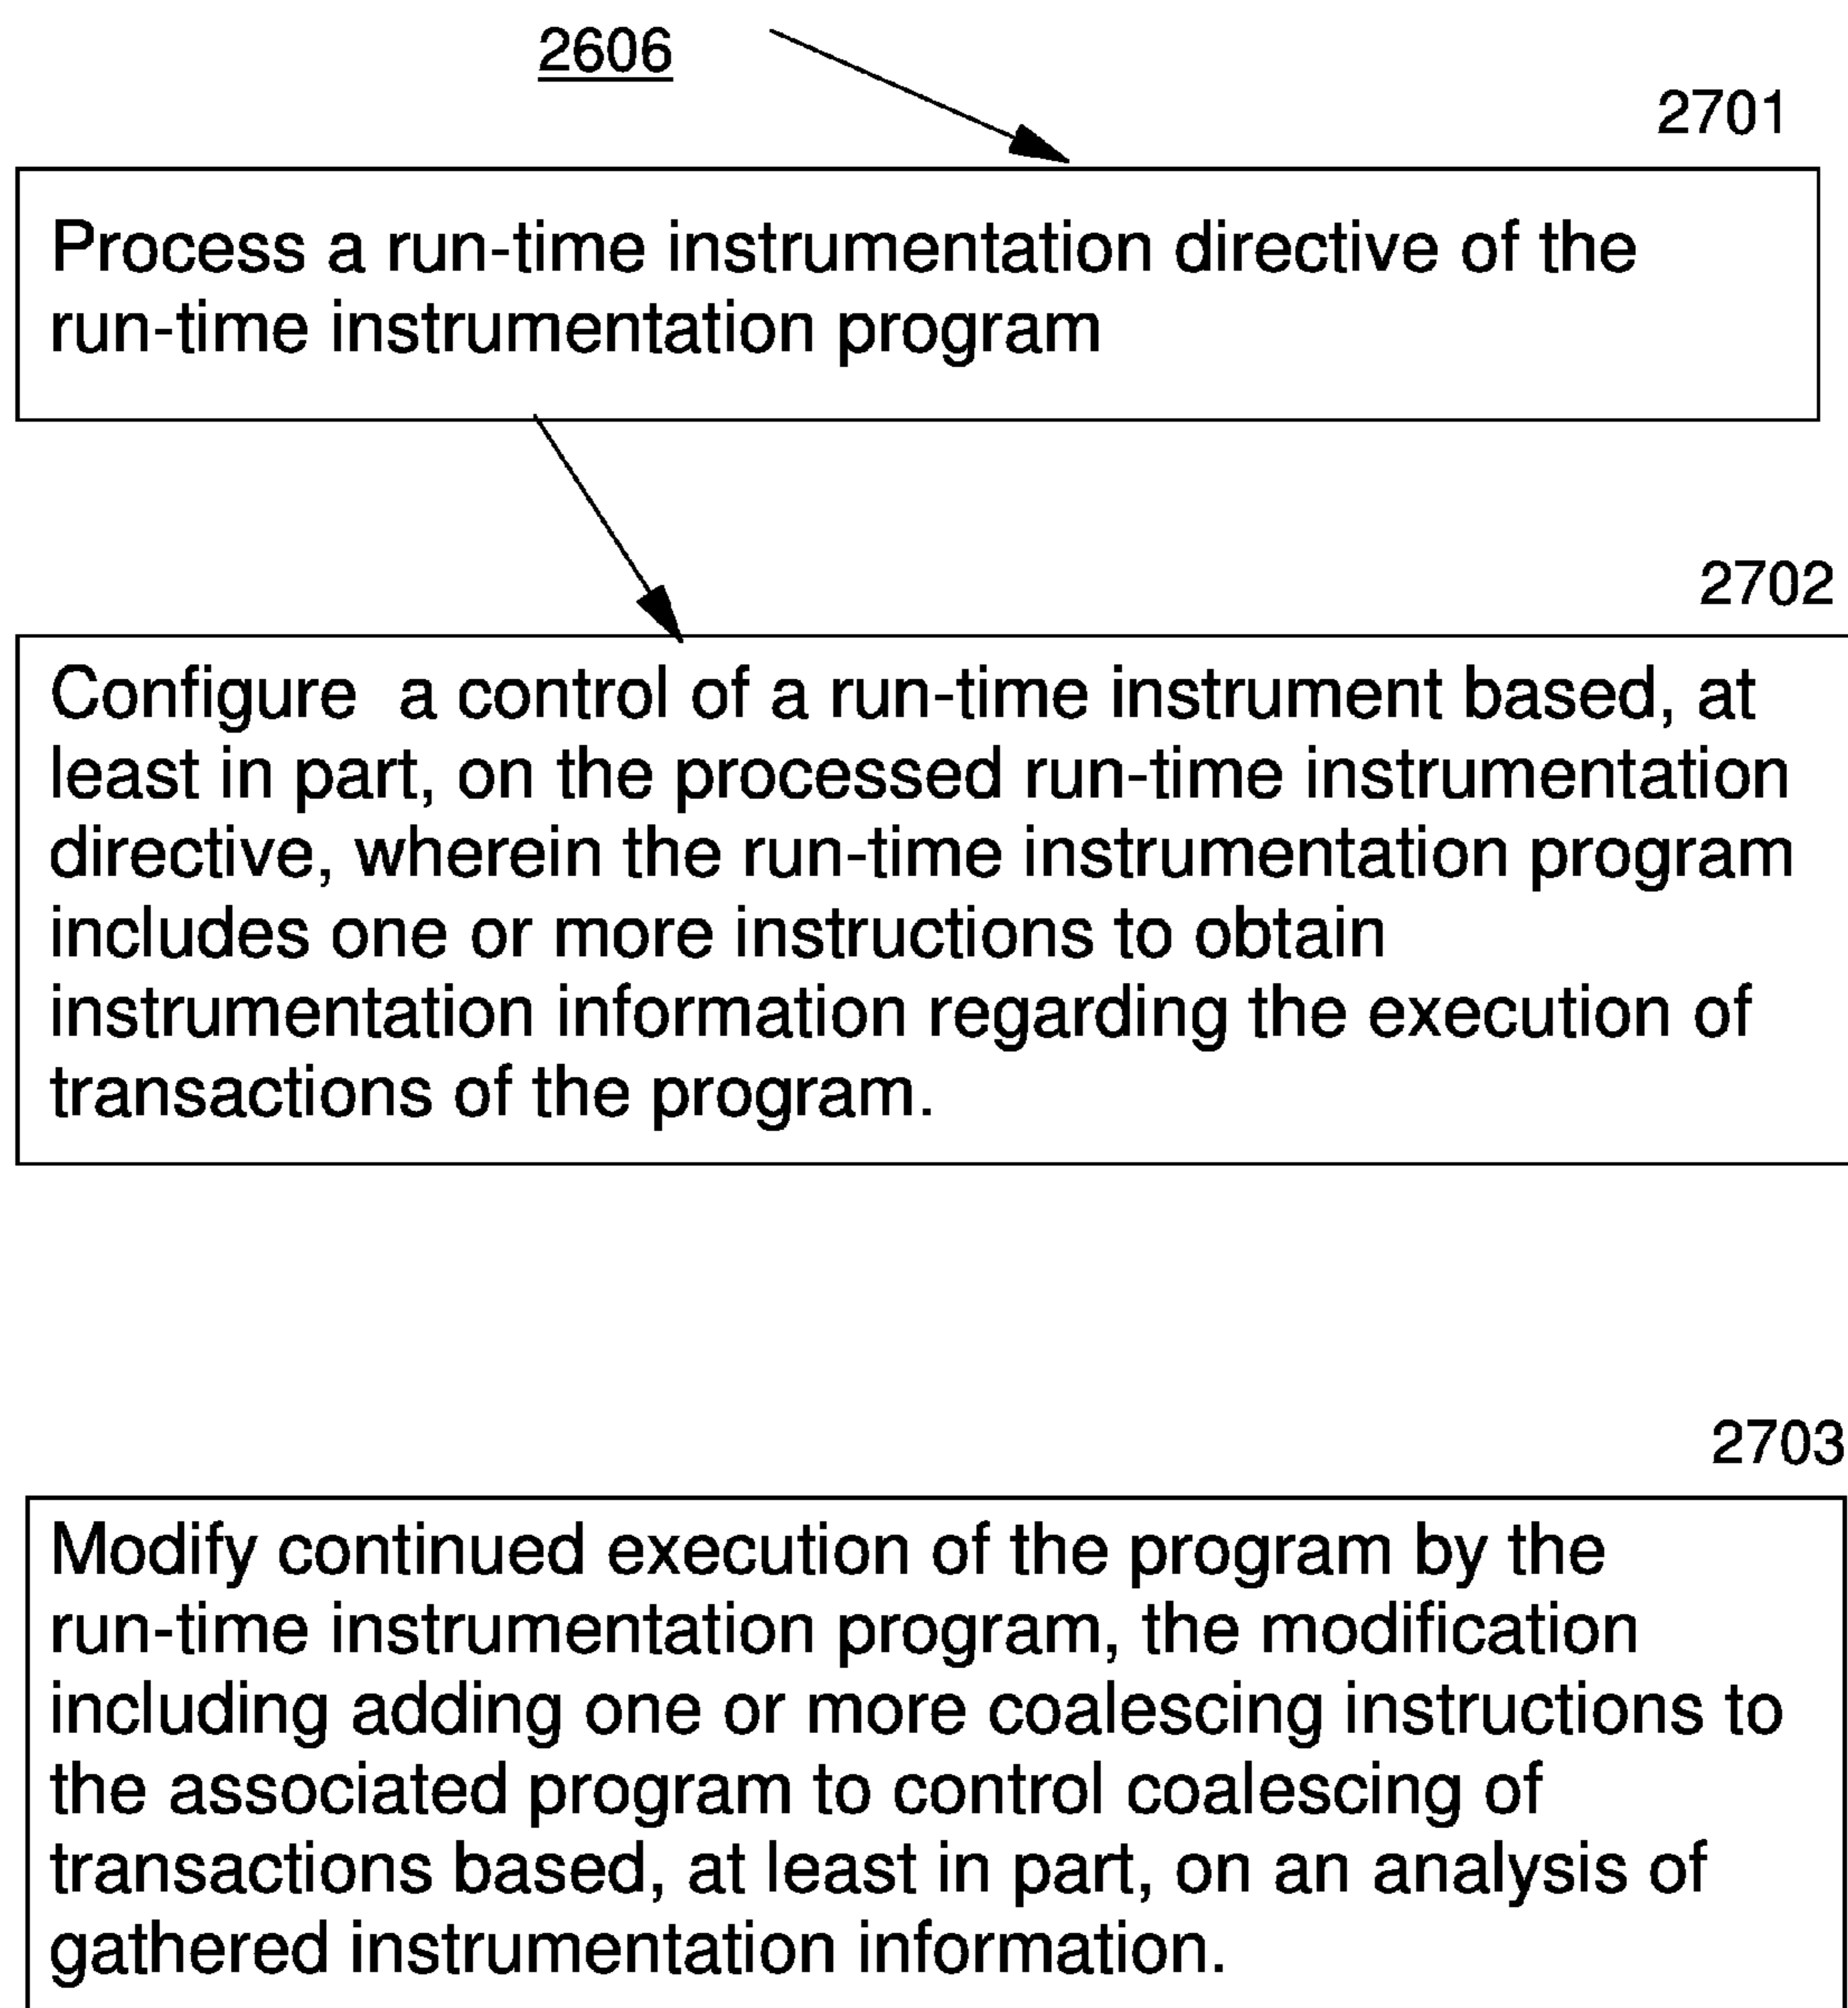 2606
2701
Process a run-time instrumentation directive of the
run-time instrumentation program
2702
Configure a control of a run-time instrument based, at
least in part, on the processed run-time instrumentation
directive, wherein the run-time instrumentation program
includes one or more instructions to obtain
instrumentation information regarding the execution of
transactions of the program.
2703
Modify continued execution of the program by the
run-time instrumentation program, the modification
including adding one or more coalescing instructions to
the associated program to control coalescing of
transactions based, at least in part, on an analysis of
gathered instrumentation information.